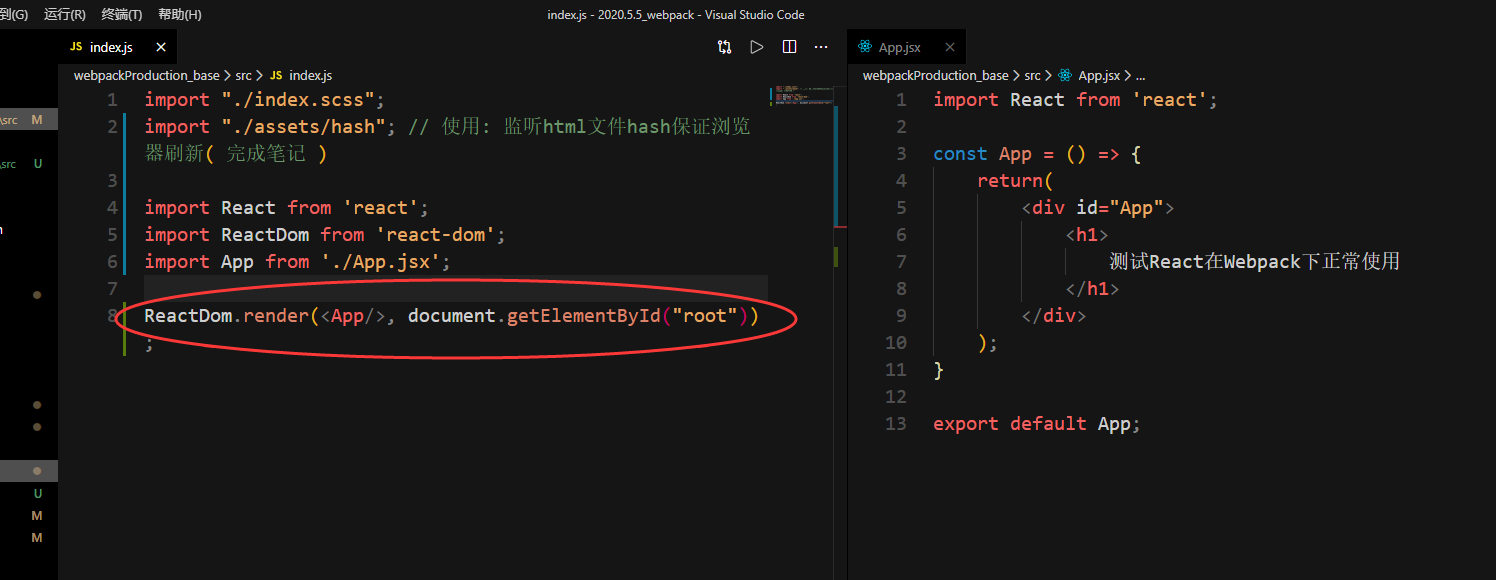 到(G) 运行(R) 终端(T) 帮助(H) index.js - 2020.5.5_webpack - Visual Studio Code
JS index.js ×
webpackProduction_base > src > JS index.js
\src M
\src U
1 import "./index.scss";
2 import "./assets/hash"; // 使用: 监听html文件hash保证浏览
器刷新( 完成笔记 )
3
4 import React from 'react';
5 import ReactDom from 'react-dom';
6 import App from './App.jsx';
7
8 ReactDom.render(<App/>, document.getElementById("root"))
;
U
M
M
App.jsx ×
webpackProduction_base > src > App.jsx > ...
1 import React from 'react';
2
3 const App = () => {
4 return(
5 <div id="App">
6 <h1>
7 测试React在Webpack下正常使用
8 </h1>
9 </div>
10 );
11 }
12
13 export default App;